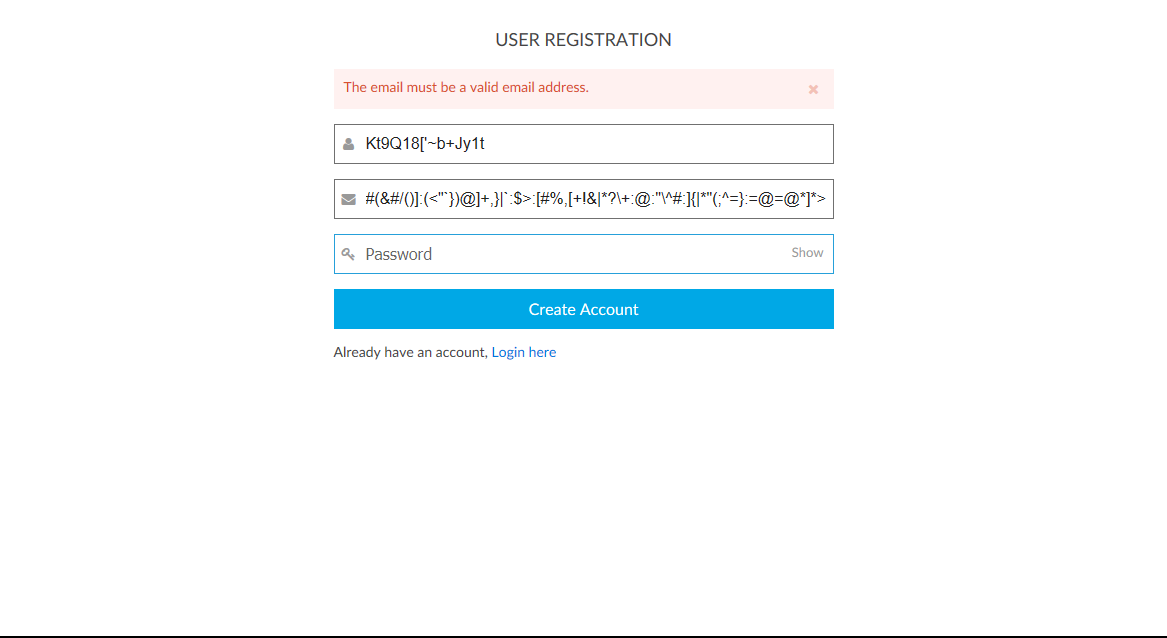 USER REGISTRATION
The email must be a valid email address.
Kt9Q18['~b+Jy1t
#(&#/()]:(<"`})@]+,}|`:$>:[#%,[+!&|*?\+:@:"\^#:]{|*"(;^=}:=@=@*]*>
Password
Show
Create Account
Already have an account, Login here